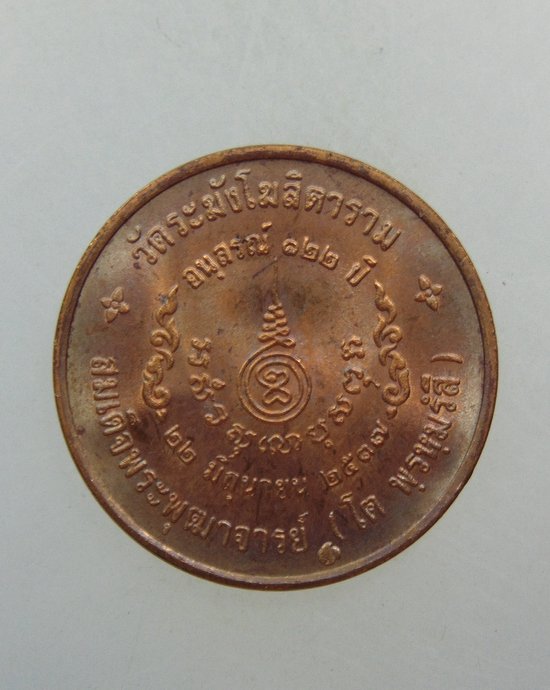 วัดระฆังโฆสิตาราม
อนุสรณ์ ๑๒๒ ปี
๒๒ มิถุนายน ๒๕๓๗
สมเด็จพระพุฒาจารย์ (โต พฺรหฺมรํสี)